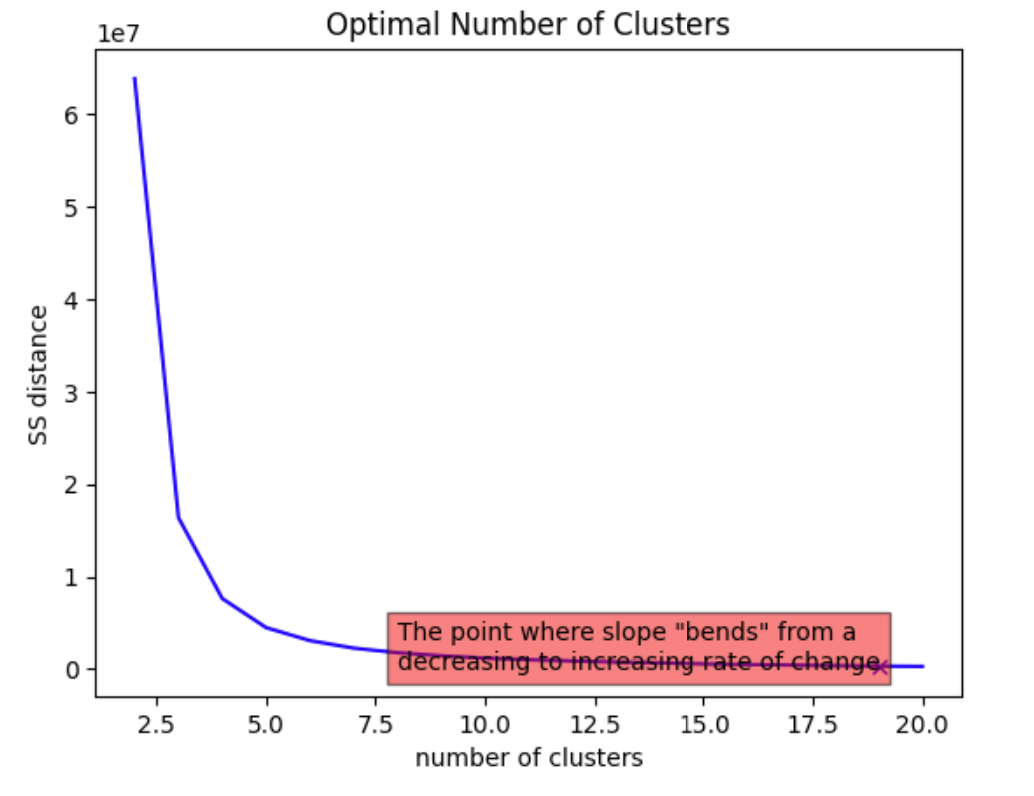 Optimal Number of Clusters
1e7
6
5
4
3
2
1
0
SS distance
The point where slope "bends" from a
decreasing to increasing rate of change
2.5 5.0 7.5 10.0 12.5 15.0 17.5 20.0
number of clusters